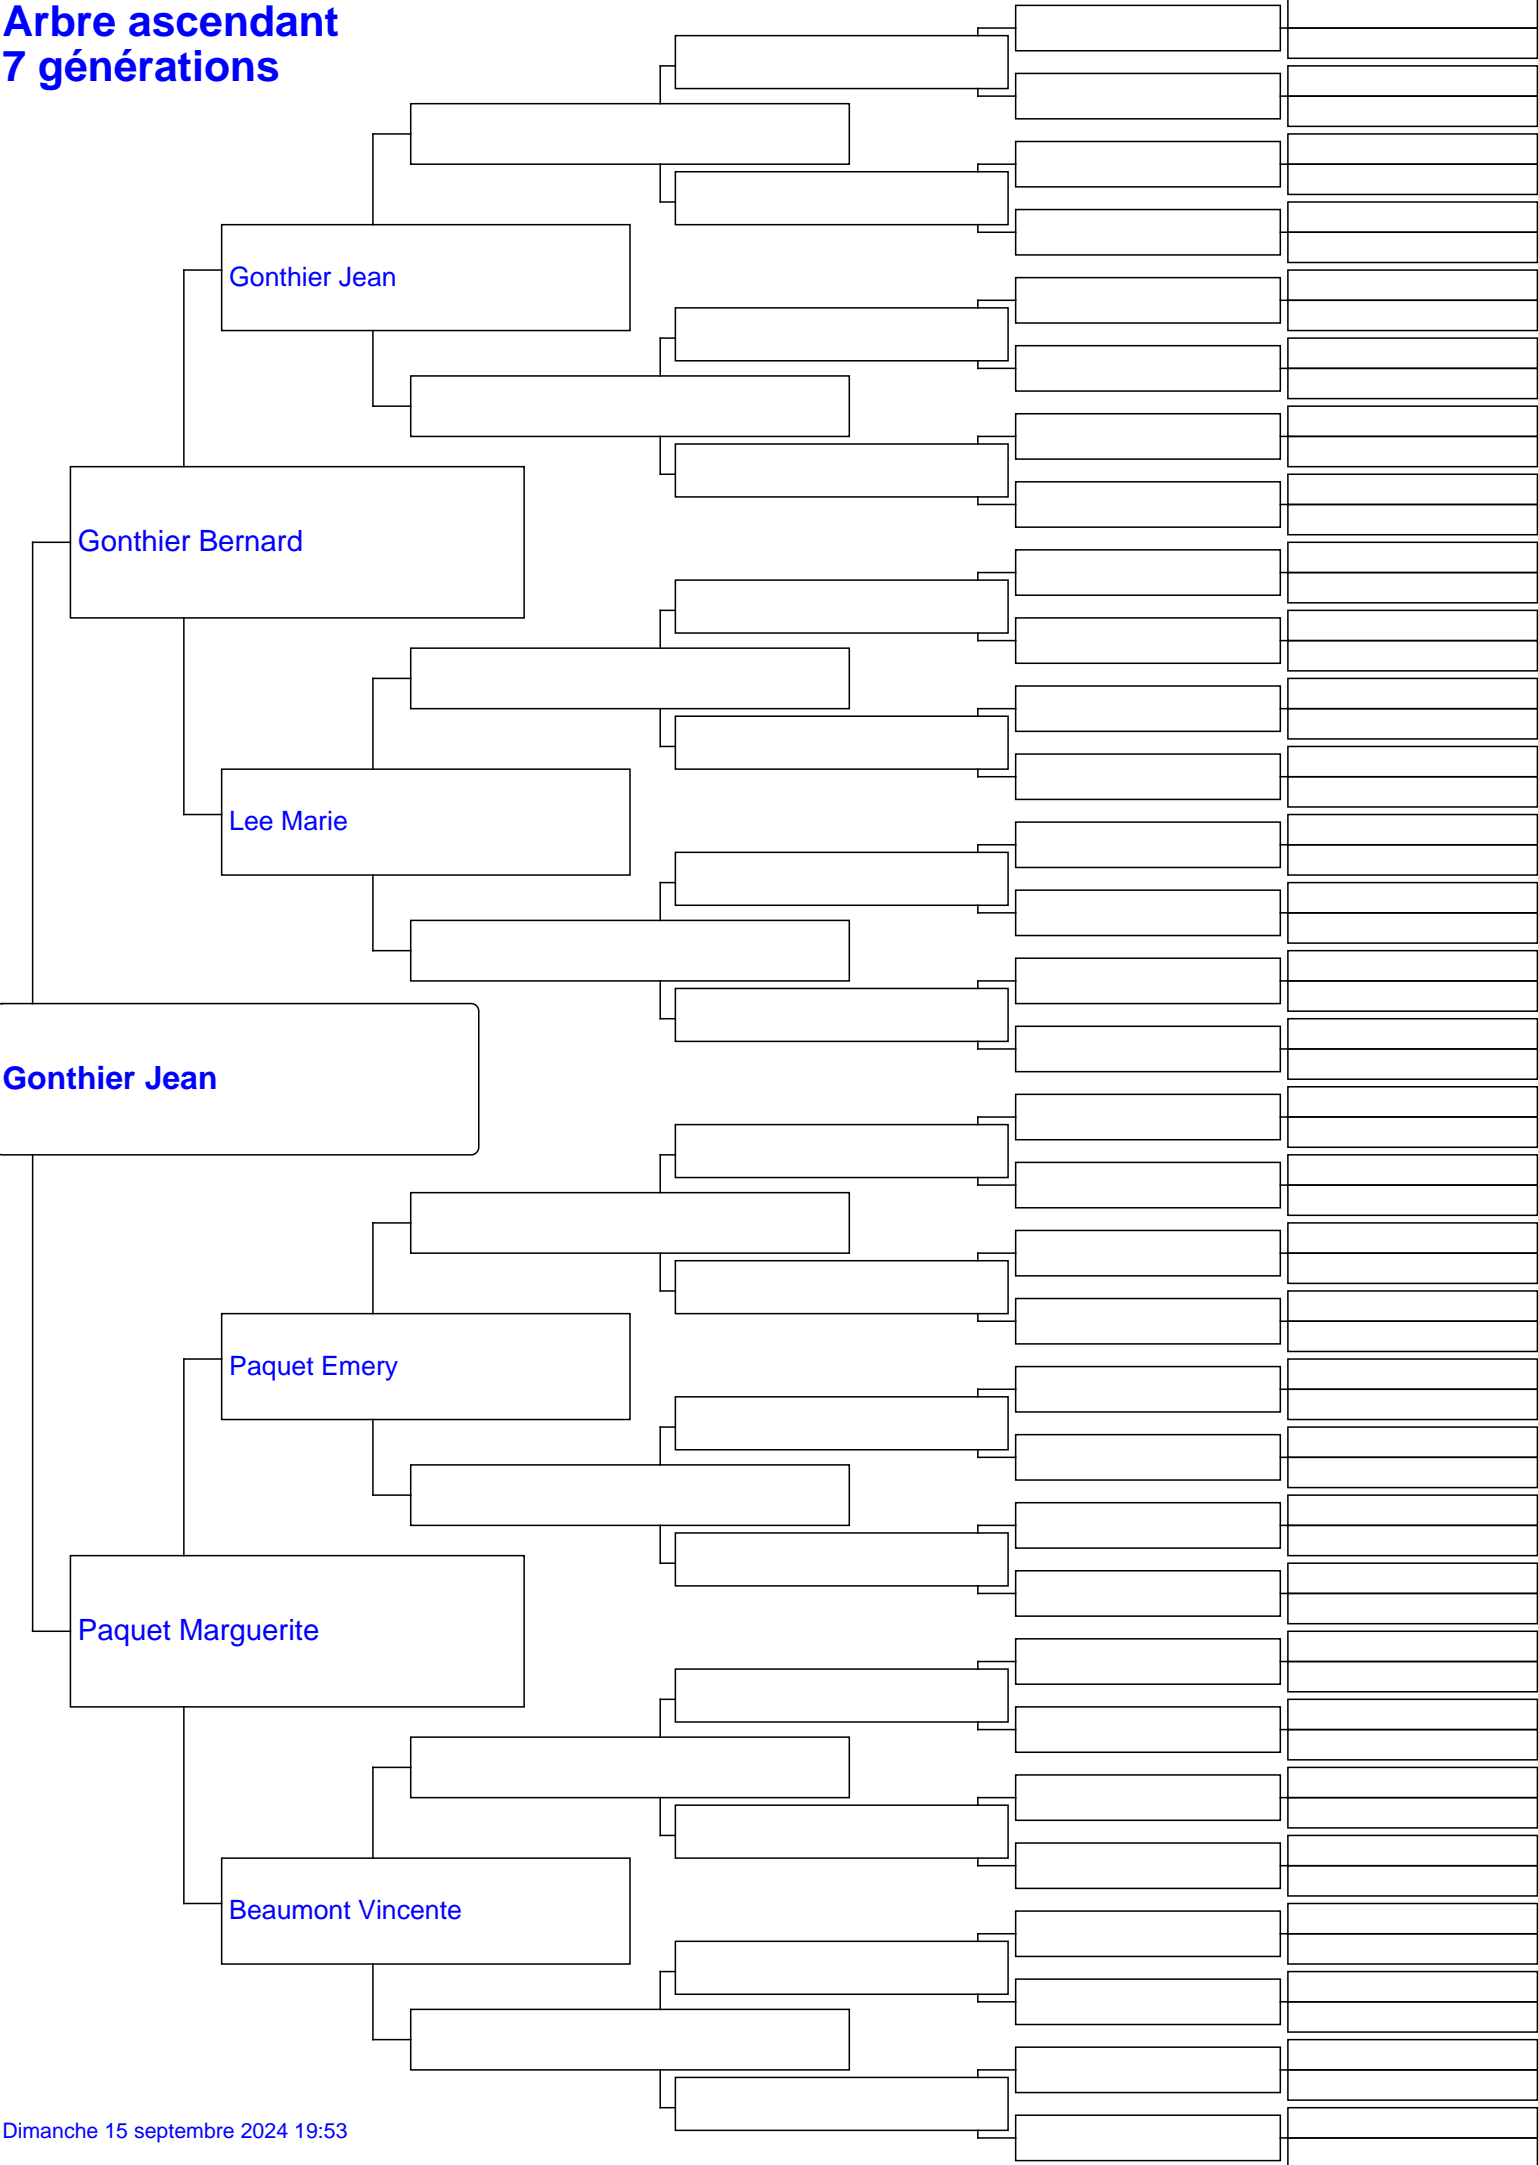 Arbre ascendant
7 générations
Gonthier Jean
Gonthier Bernard
Lee Marie
Gonthier Jean
Paquet Emery
Paquet Marguerite
Beaumont Vincente
Dimanche 15 septembre 2024 19:53